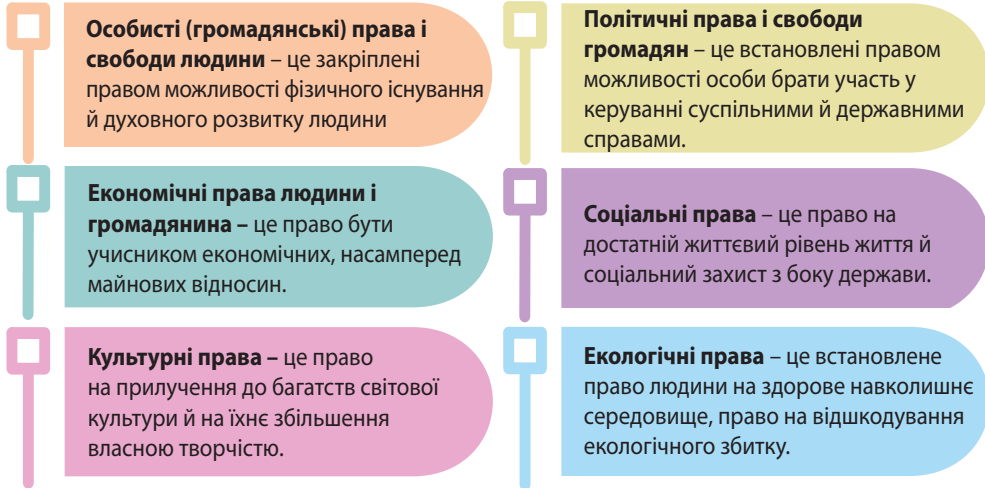 Особисті (громадянські) права і
свободи людини – це закріплені
правом можливості фізичного існування
й духовного розвитку людини
Політичні права і свободи
громадян – це встановлені правом
можливості особи брати участь у
керуванні суспільними й державними
справами.
Економічні права людини і
громадянина – це право бути
учисником економічних, насамперед
майнових відносин.
Соціальні права – це право на
достатній життєвий рівень життя й
соціальний захист з боку держави.
Культурні права – це право
на прилучення до багатств світової
культури й на їхнє збільшення
власною творчістю.
Екологічні права – це встановлене
право людини на здорове навколишнє
середовище, право на відшкодування
екологічного збитку.